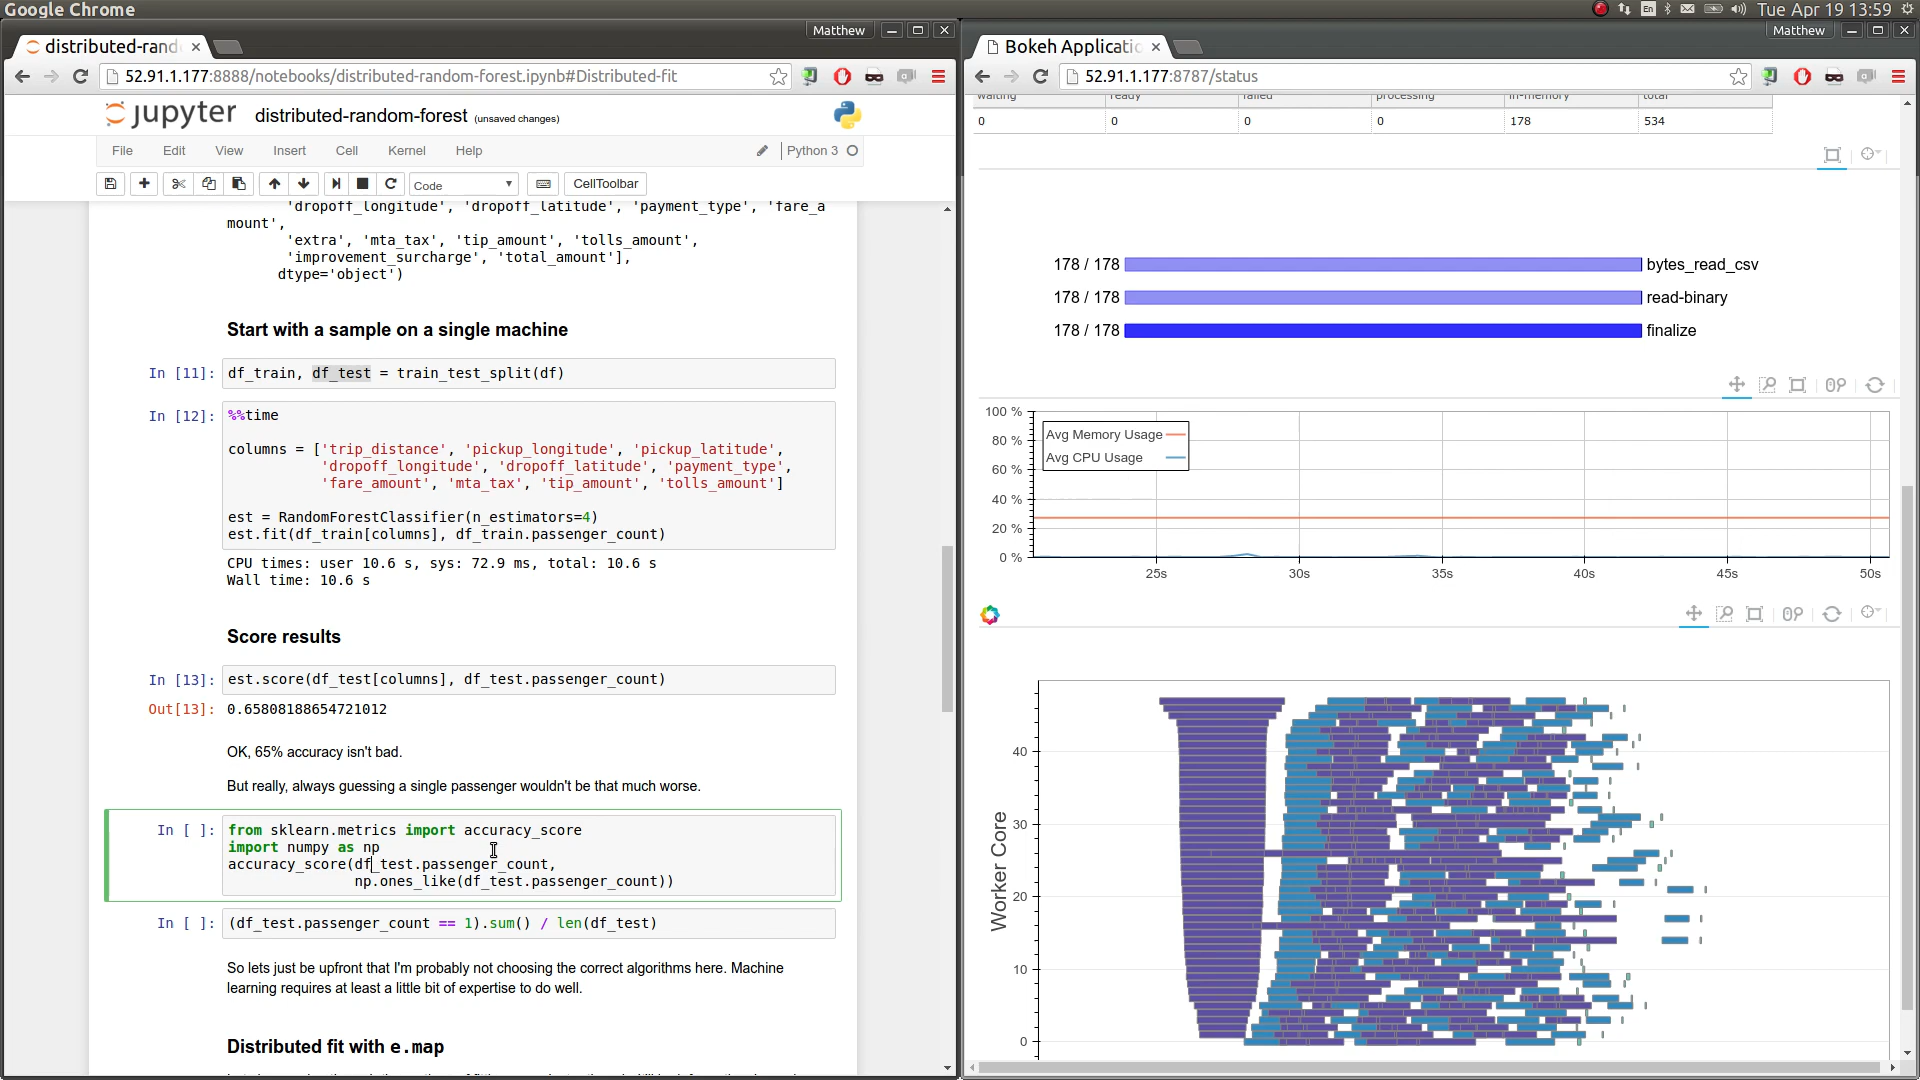 Google Chrome
En
Tue Apr 19 13:59
Matthew
distributed-rand
52.91.1.177:8888/notebooks/distributed-random-forest.ipynb#Distributed-fit
jupyter distributed-random-forest (unsaved changes)
File Edit View Insert Cell Kernel Help
Python 3
Code
CellToolbar
'dropoff_longitude', 'dropoff_latitude', 'payment_type', 'fare_a
mount',
'extra', 'mta_tax', 'tip_amount', 'tolls_amount',
'improvement_surcharge', 'total_amount'],
dtype='object')
Start with a sample on a single machine
In [11]: df_train, df_test = train_test_split(df)
In [12]: %%time
columns = ['trip_distance', 'pickup_longitude', 'pickup_latitude',
'dropoff_longitude', 'dropoff_latitude', 'payment_type',
'fare_amount', 'mta_tax', 'tip_amount', 'tolls_amount']
est = RandomForestClassifier(n_estimators=4)
est.fit(df_train[columns], df_train.passenger_count)
CPU times: user 10.6 s, sys: 72.9 ms, total: 10.6 s
Wall time: 10.6 s
Score results
In [13]: est.score(df_test[columns], df_test.passenger_count)
Out[13]: 0.65808188654721012
OK, 65% accuracy isn't bad.
But really, always guessing a single passenger wouldn't be that much worse.
In [ ]: from sklearn.metrics import accuracy_score
import numpy as np
accuracy_score(df_test.passenger_count,
np.ones_like(df_test.passenger_count))
In [ ]: (df_test.passenger_count == 1).sum() / len(df_test)
So lets just be upfront that I'm probably not choosing the correct algorithms here. Machine
learning requires at least a little bit of expertise to do well.
Distributed fit with e.map
Matthew
Bokeh Applicatio
52.91.1.177:8787/status
waiting ready failed processing in-memory total
0 0 0 0 178 534
178 / 178 bytes_read_csv
178 / 178 read-binary
178 / 178 finalize
100 %
80 %
60 %
40 %
20 %
0 %
Avg Memory Usage
Avg CPU Usage
25s 30s 35s 40s 45s 50s
Worker Core
40
30
20
10
0